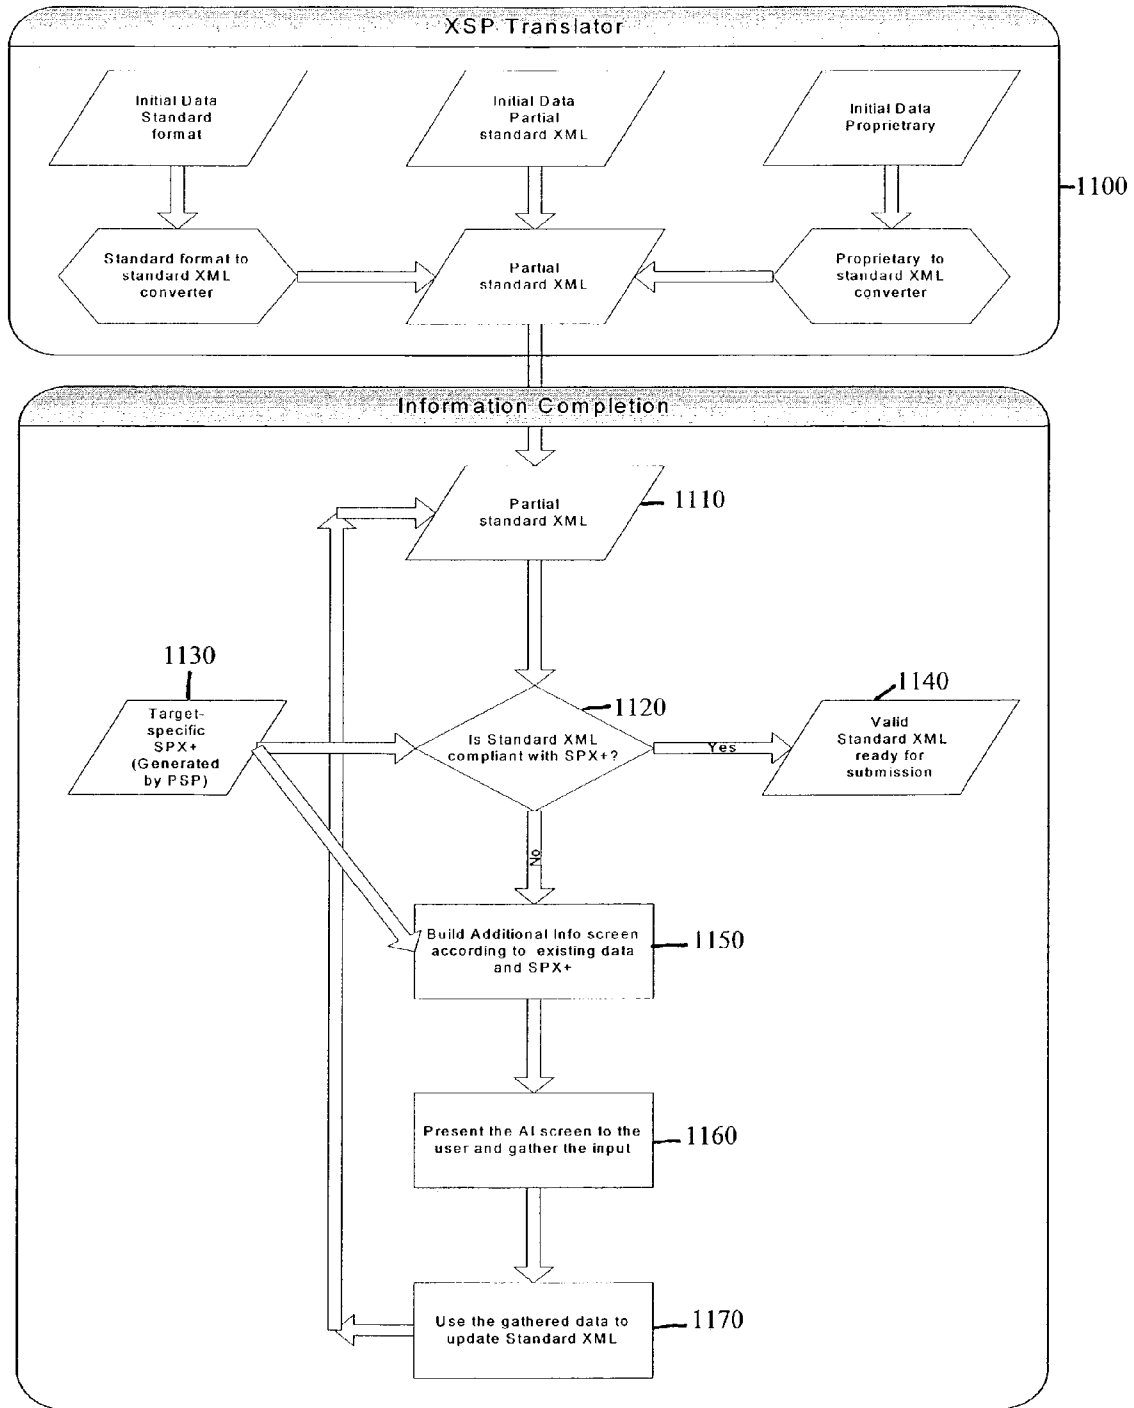 XSP Translator
Initial Data
Standard
format
Initial Data
Partial
standard XML
Initial Data
Proprietrary
1100
Standard format to
standard XML
converter
Partial
standard XML
Proprietary to
standard XML
converter
Information Completion
Partial
standard XML
1110
1130
Target-
specific
SPX+
(Generated
by PSP)
1120
Is Standard XML
compliant with SPX+?
Yes
1140
Valid
Standard XML
ready for
submission
No
Build Additional Info screen
according to existing data
and SPX+
1150
Present the AI screen to the
user and gather the input
1160
Use the gathered data to
update Standard XML
1170